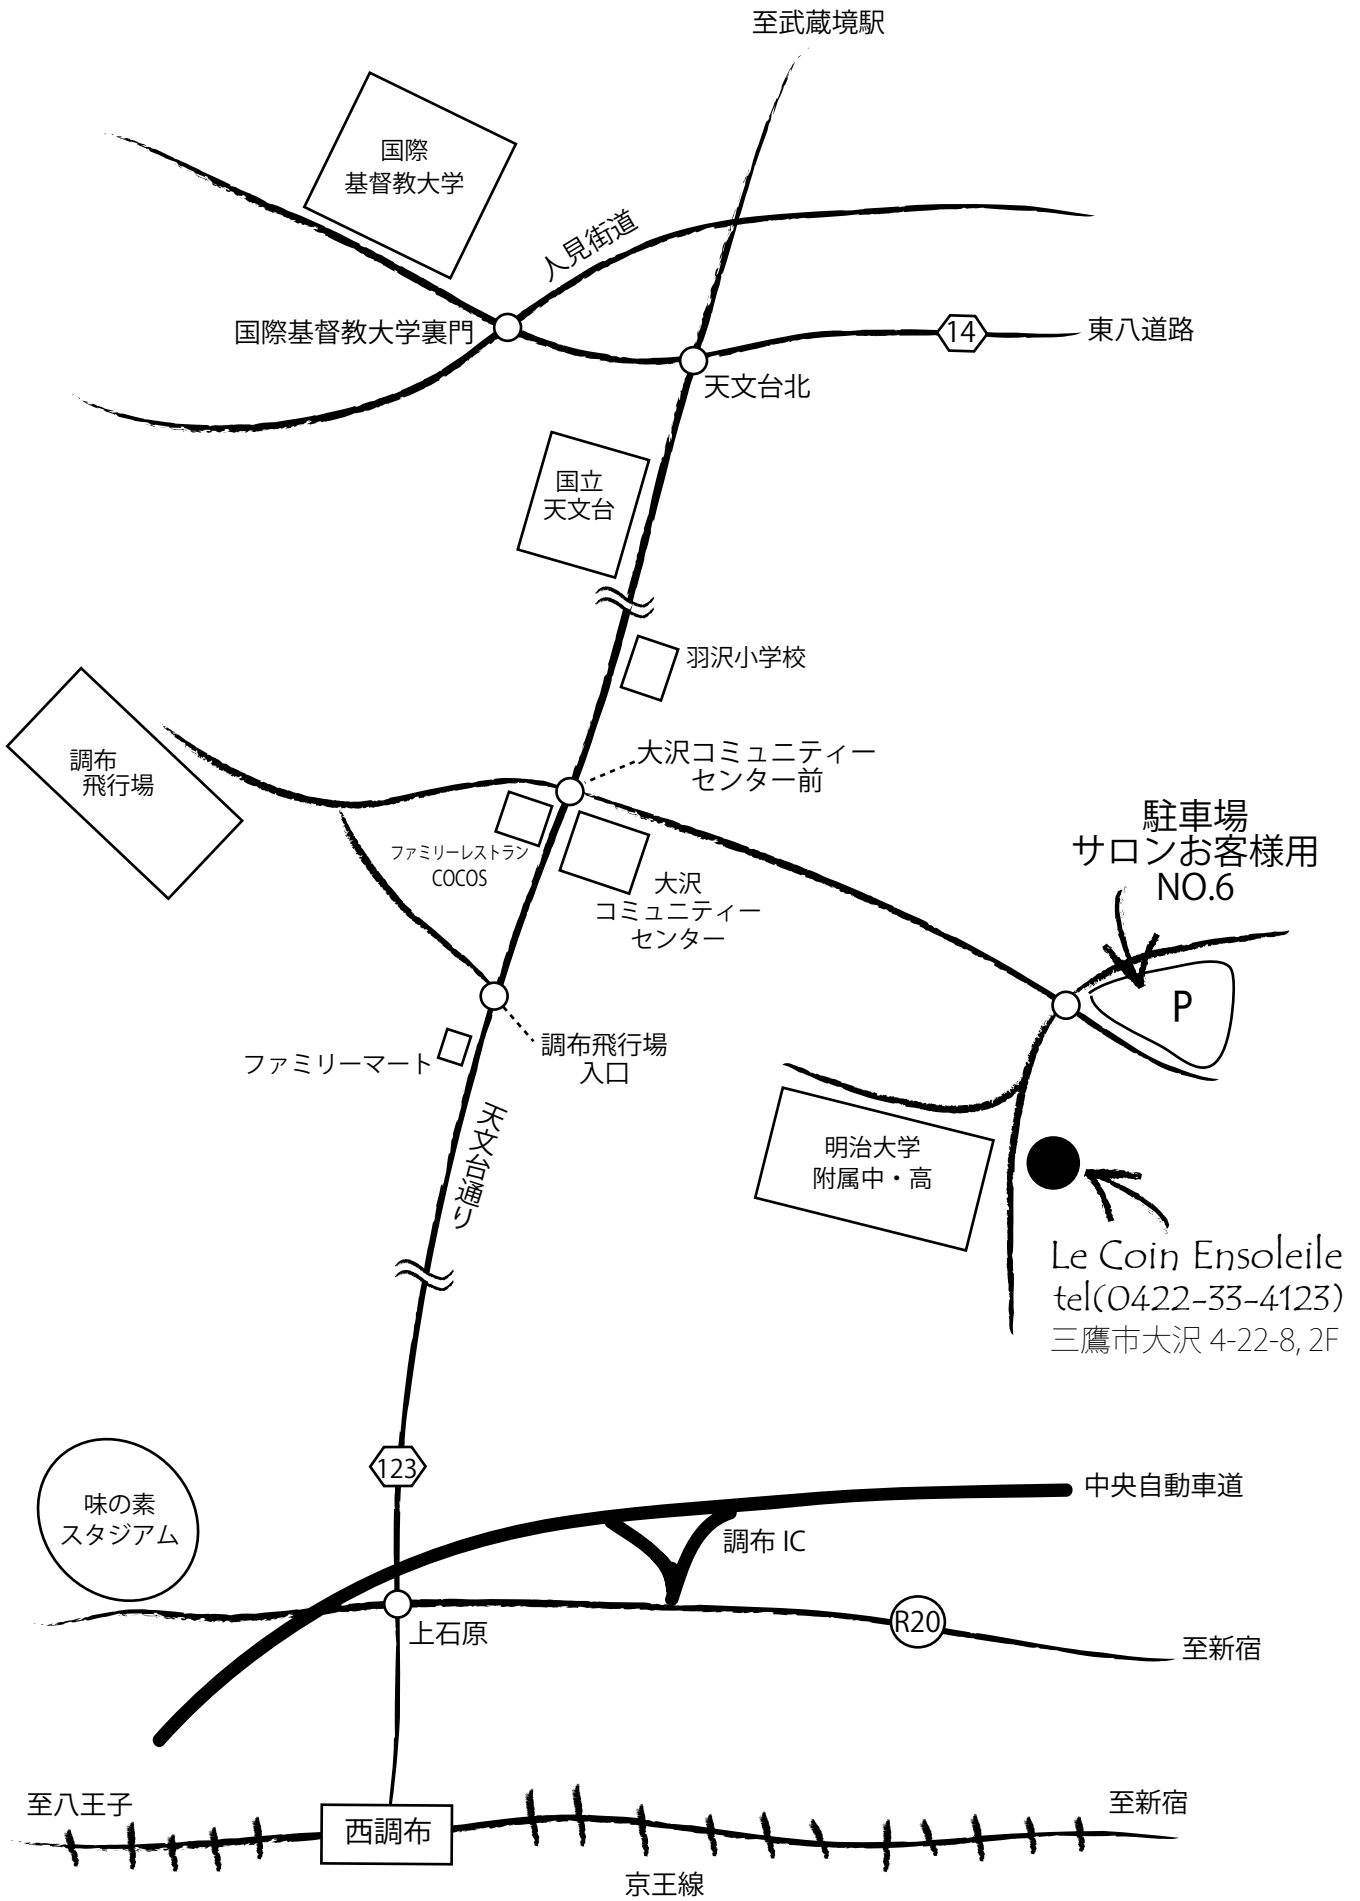 至武蔵境駅
国際
基督教大学
人見街道
国際基督教大学裏門
14
東八道路
天文台北
国立
天文台
羽沢小学校
調布
飛行場
大沢コミュニティー
センター前
ファミリーレストラン
COCOS
大沢
コミュニティー
センター
駐車場
サロンお客様用
NO.6
P
調布飛行場
入口
ファミリーマート
天文台通り
明治大学
附属中・高
Le Coin Ensoleile
tel(0422-33-4123)
三鷹市大沢 4-22-8, 2F
123
味の素
スタジアム
中央自動車道
調布 IC
上石原
R20
至新宿
至八王子
西調布
至新宿
京王線